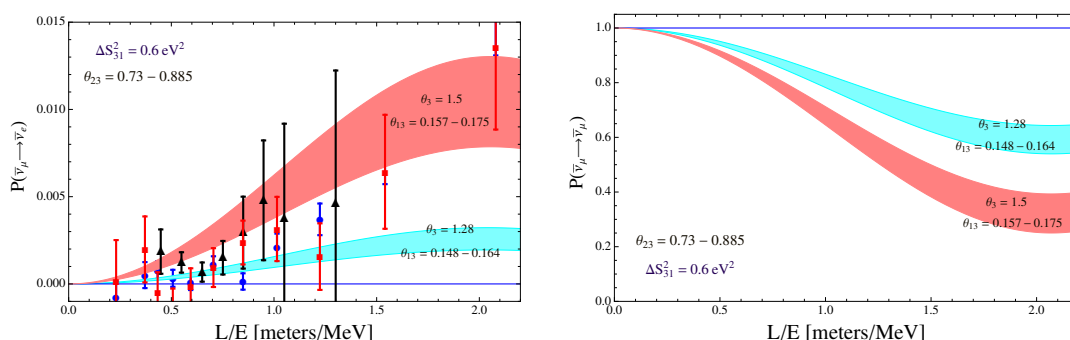 0.015
0.010
0.005
0.000
P(ν̄μ⟶ν̄e)
ΔS²31 = 0.6 eV²
θ23 = 0.73 – 0.885
θ3 = 1.5
θ13 = 0.157 – 0.175
θ3 = 1.28
θ13 = 0.148 – 0.164
0.0 0.5 1.0 1.5 2.0
L/E [meters/MeV]
1.0
0.8
0.6
0.4
0.2
0.0
P(ν̄μ⟶ν̄μ)
θ3 = 1.28
θ13 = 0.148 – 0.164
θ3 = 1.5
θ13 = 0.157 – 0.175
θ23 = 0.73 – 0.885
ΔS²31 = 0.6 eV²
0.0 0.5 1.0 1.5 2.0
L/E [meters/MeV]